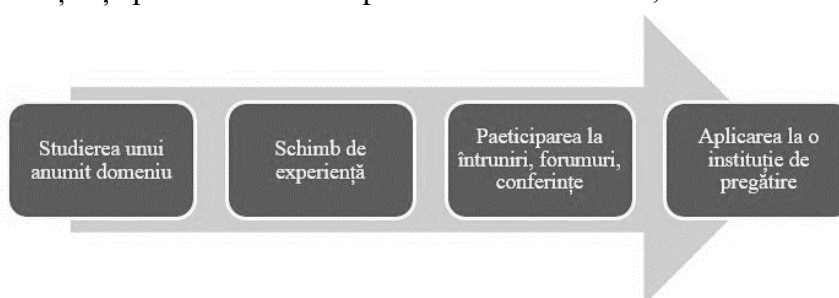 Studierea unui
anumit domeniu
Schimb de
experiență
Paeticiparea la
întruniri, forumuri,
conferințe
Aplicarea la o
instituție de
pregătire